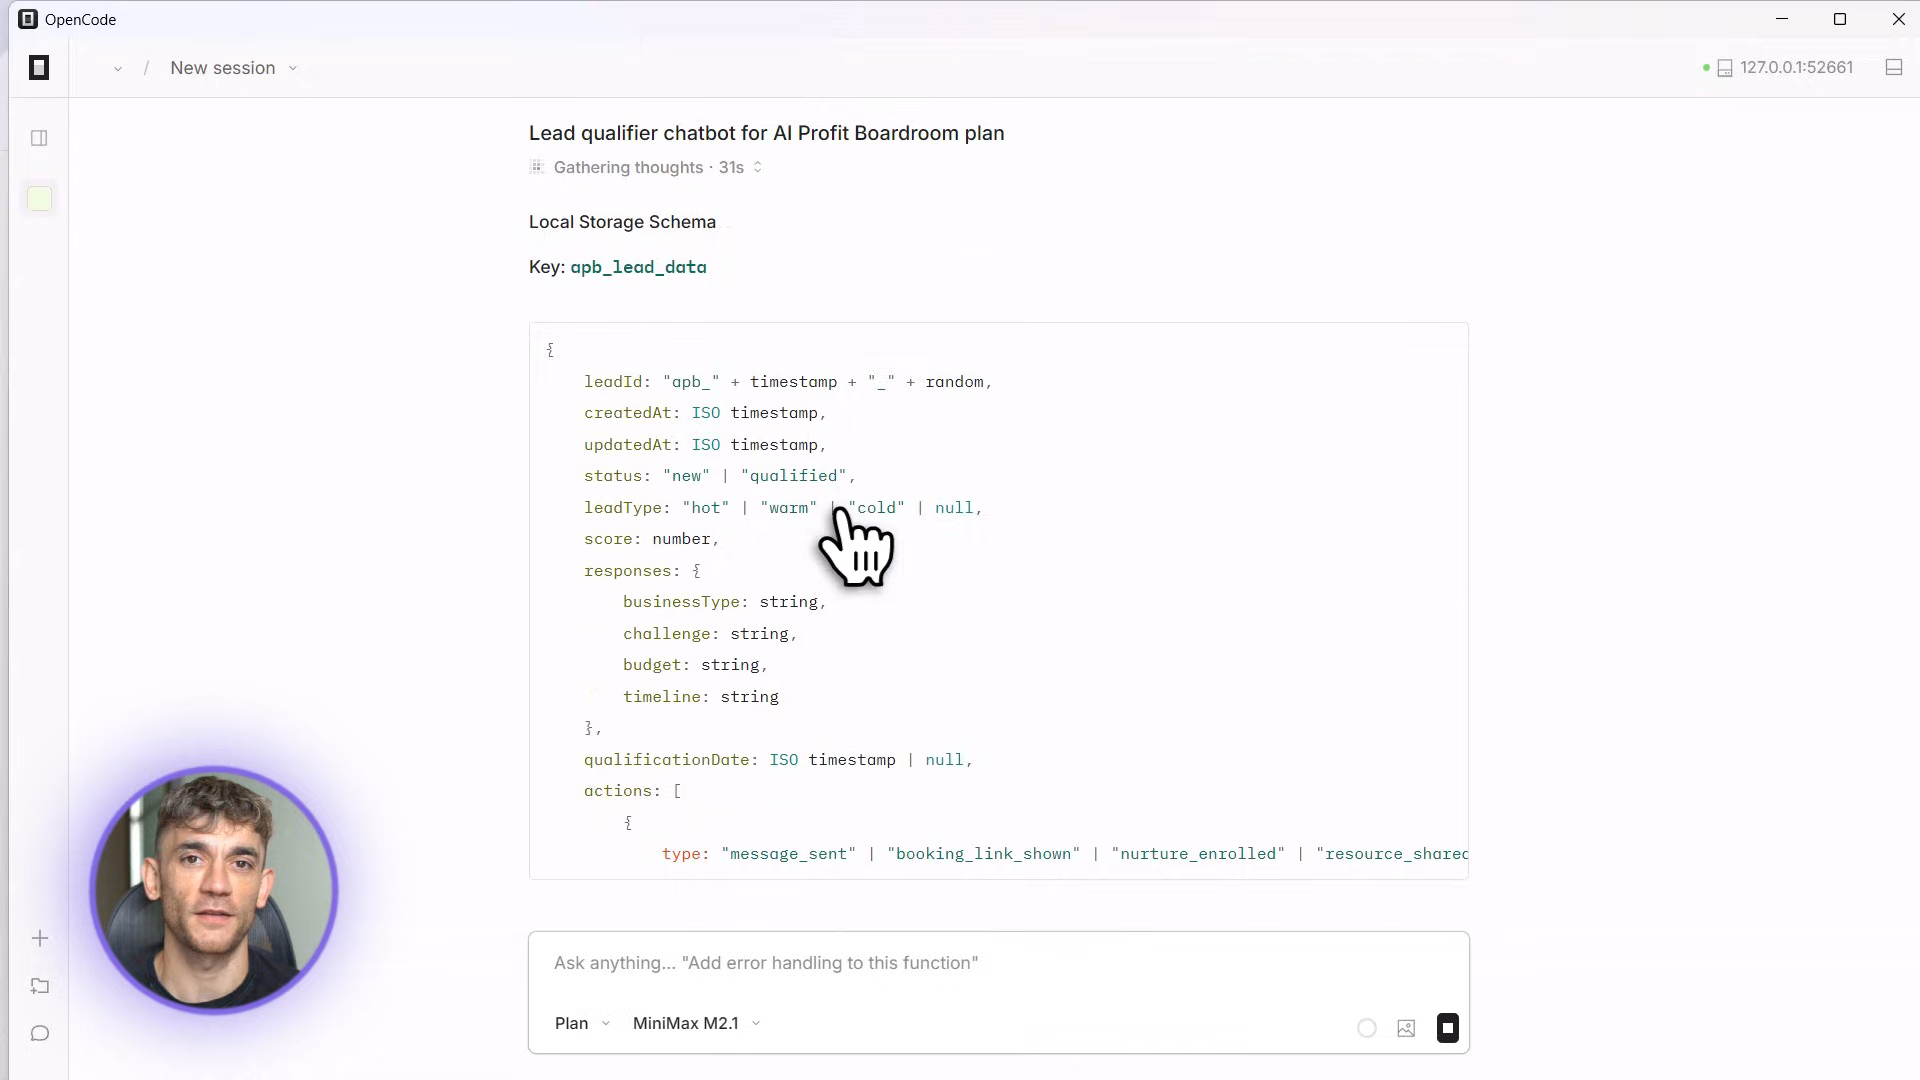 OpenCode
/ New session
127.0.0.1:52661
Lead qualifier chatbot for AI Profit Boardroom plan
Gathering thoughts · 31s
Local Storage Schema
Key: apb_lead_data
{
leadId: "apb_" + timestamp + "_" + random,
createdAt: ISO timestamp,
updatedAt: ISO timestamp,
status: "new" | "qualified",
leadType: "hot" | "warm" | "cold" | null,
score: number,
responses: {
businessType: string,
challenge: string,
budget: string,
timeline: string
},
qualificationDate: ISO timestamp | null,
actions: [
{
type: "message_sent" | "booking_link_shown" | "nurture_enrolled" | "resource_shared
Ask anything... "Add error handling to this function"
Plan MiniMax M2.1